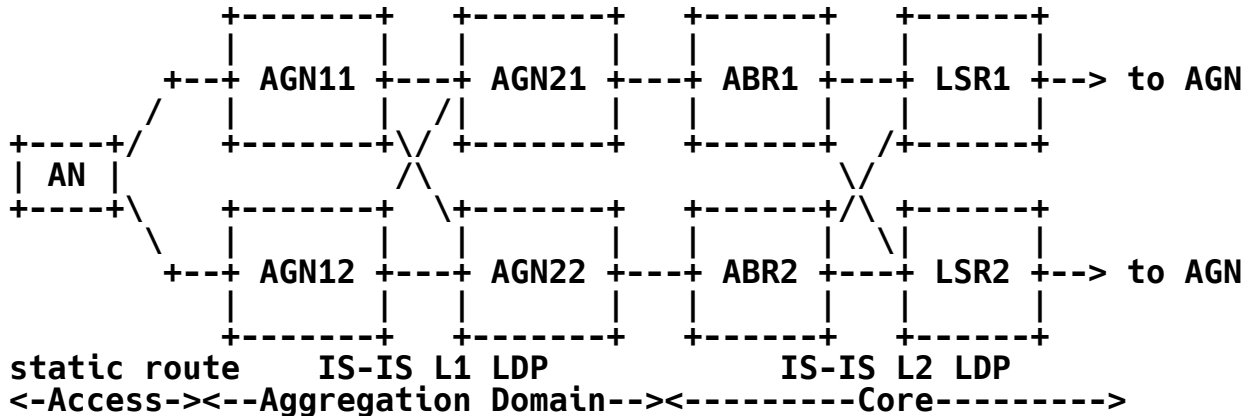 AGN11 AGN21 ABR1 LSR1 --> to AGN
AN
AGN12 AGN22 ABR2 LSR2 --> to AGN
static route IS-IS L1 LDP IS-IS L2 LDP
<-Access-><--Aggregation Domain--><---------Core--------->